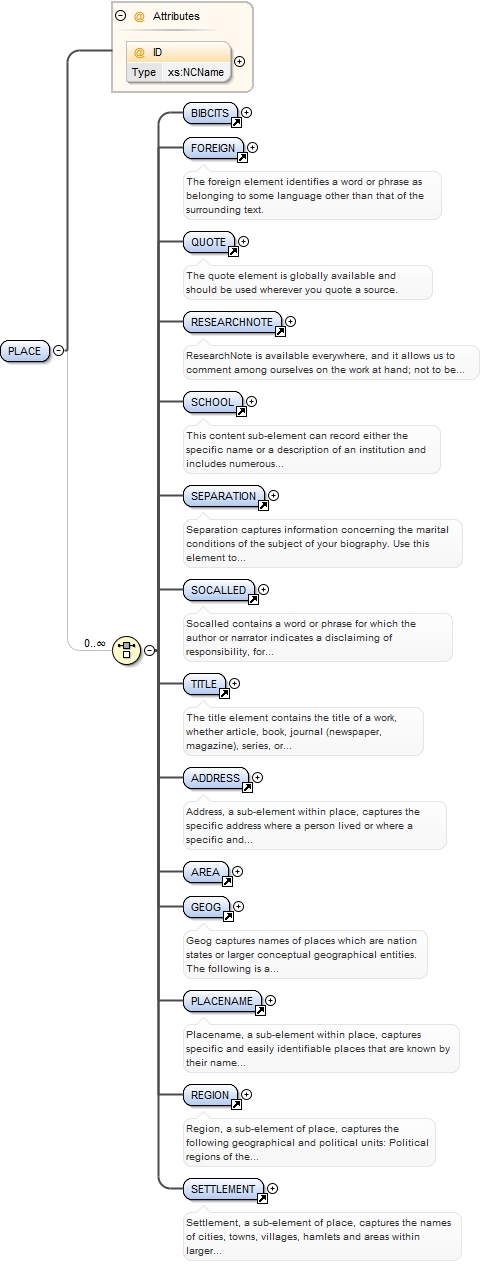 Attributes
@ ID
Type xs:NCName
BIBCITS
FOREIGN
The foreign element identifies a word or phrase as
belonging to some language other than that of the
surrounding text.
QUOTE
The quote element is globally available and
should be used wherever you quote a source.
RESEARCHNOTE
ResearchNote is available everywhere, and it allows us to
comment among ourselves on the work at hand; not to be...
PLACE
SCHOOL
This content sub-element can record either the
specific name or a description of an institution and
includes numerous...
SEPARATION
Separation captures information concerning the marital
conditions of the subject of your biography. Use this
element to...
SOCALLED
Socalled contains a word or phrase for which the
author or narrator indicates a disclaiming of
responsibility, for...
0..∞
TITLE
The title element contains the title of a work,
whether article, book, journal (newspaper,
magazine), series, or...
ADDRESS
Address, a sub-element within place, captures the
specific address where a person lived or where a
specific and...
AREA
GEOG
Geog captures names of places which are nation
states or larger conceptual geographical entities.
The following is a...
PLACENAME
Placename, a sub-element within place, captures
specific and easily identifiable places that are known by
their name...
REGION
Region, a sub-element of place, captures the
following geographical and political units: Political
regions of the...
SETTLEMENT
Settlement, a sub-element of place, captures the names
of cities, towns, villages, hamlets and areas within
larger...